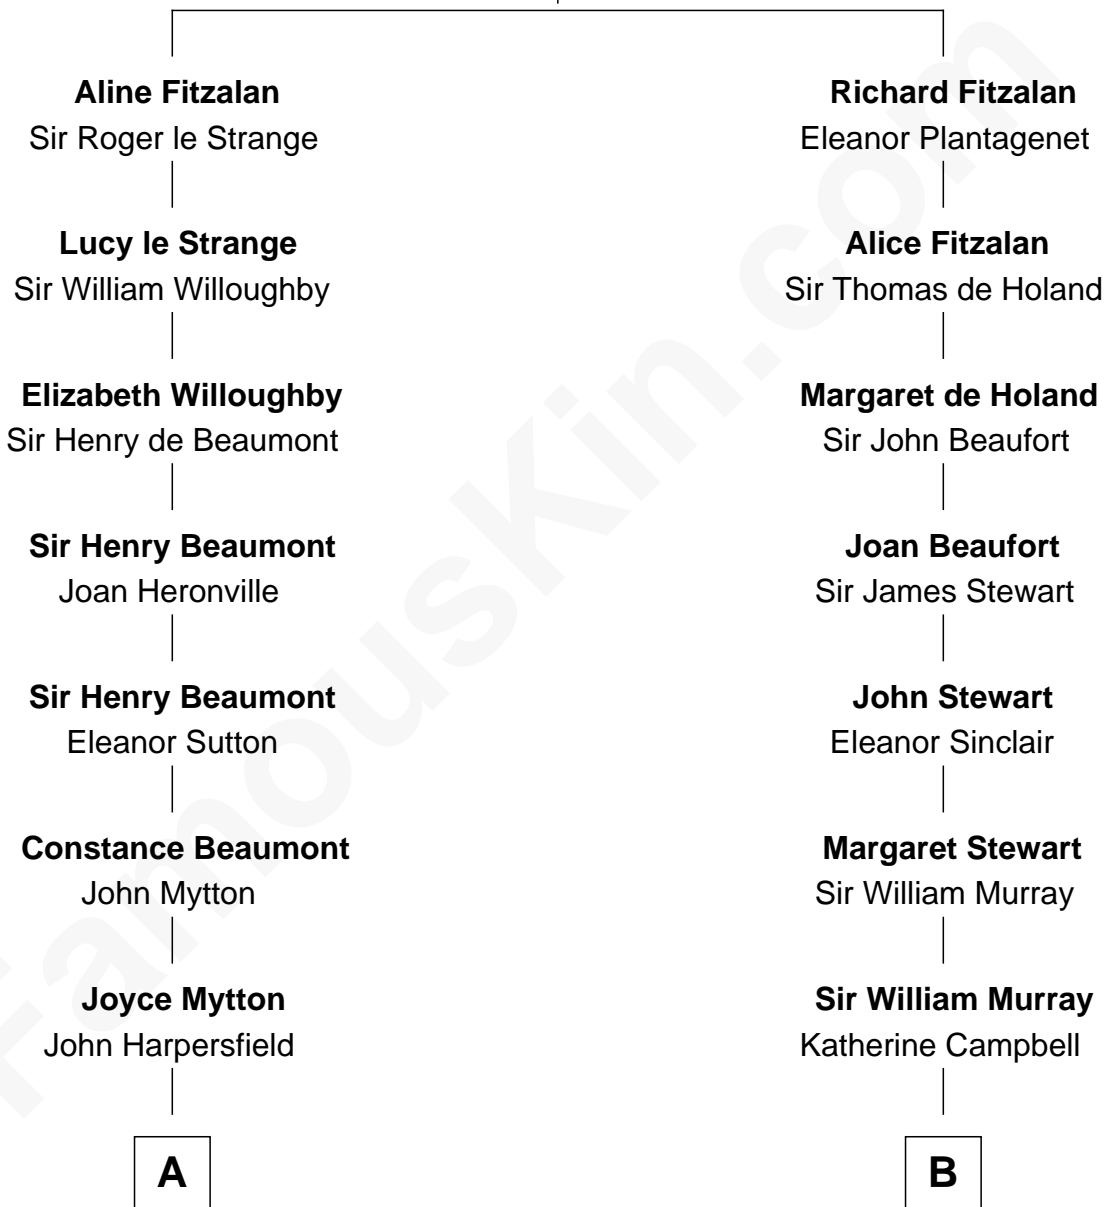 Aline Fitzalan
Sir Roger le Strange
Lucy le Strange
Sir William Willoughby
Elizabeth Willoughby
Sir Henry de Beaumont
Sir Henry Beaumont
Joan Heronville
Sir Henry Beaumont
Eleanor Sutton
Constance Beaumont
John Mytton
Joyce Mytton
John Harpersfield
A
Richard Fitzalan
Eleanor Plantagenet
Alice Fitzalan
Sir Thomas de Holand
Margaret de Holand
Sir John Beaufort
Joan Beaufort
Sir James Stewart
John Stewart
Eleanor Sinclair
Margaret Stewart
Sir William Murray
Sir William Murray
Katherine Campbell
B
FamousKin.com